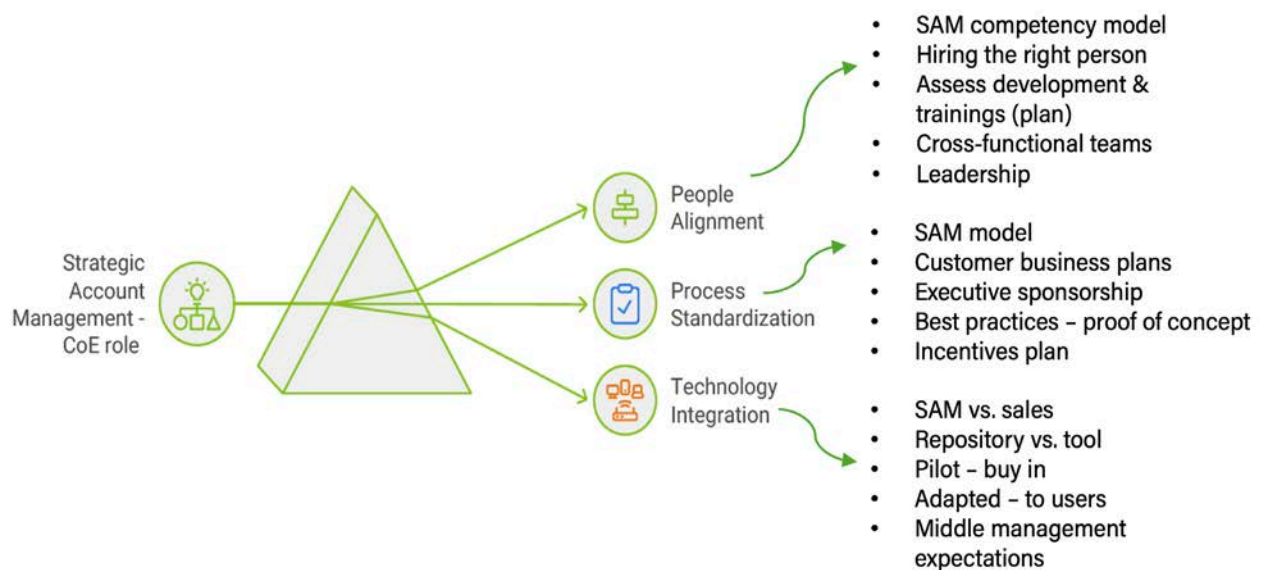 Strategic
Account
Management -
CoE role
People
Alignment
• SAM competency model
• Hiring the right person
• Assess development &
trainings (plan)
• Cross-functional teams
• Leadership
Process
Standardization
• SAM model
• Customer business plans
• Executive sponsorship
• Best practices – proof of concept
• Incentives plan
Technology
Integration
• SAM vs. sales
• Repository vs. tool
• Pilot – buy in
• Adapted – to users
• Middle management
expectations